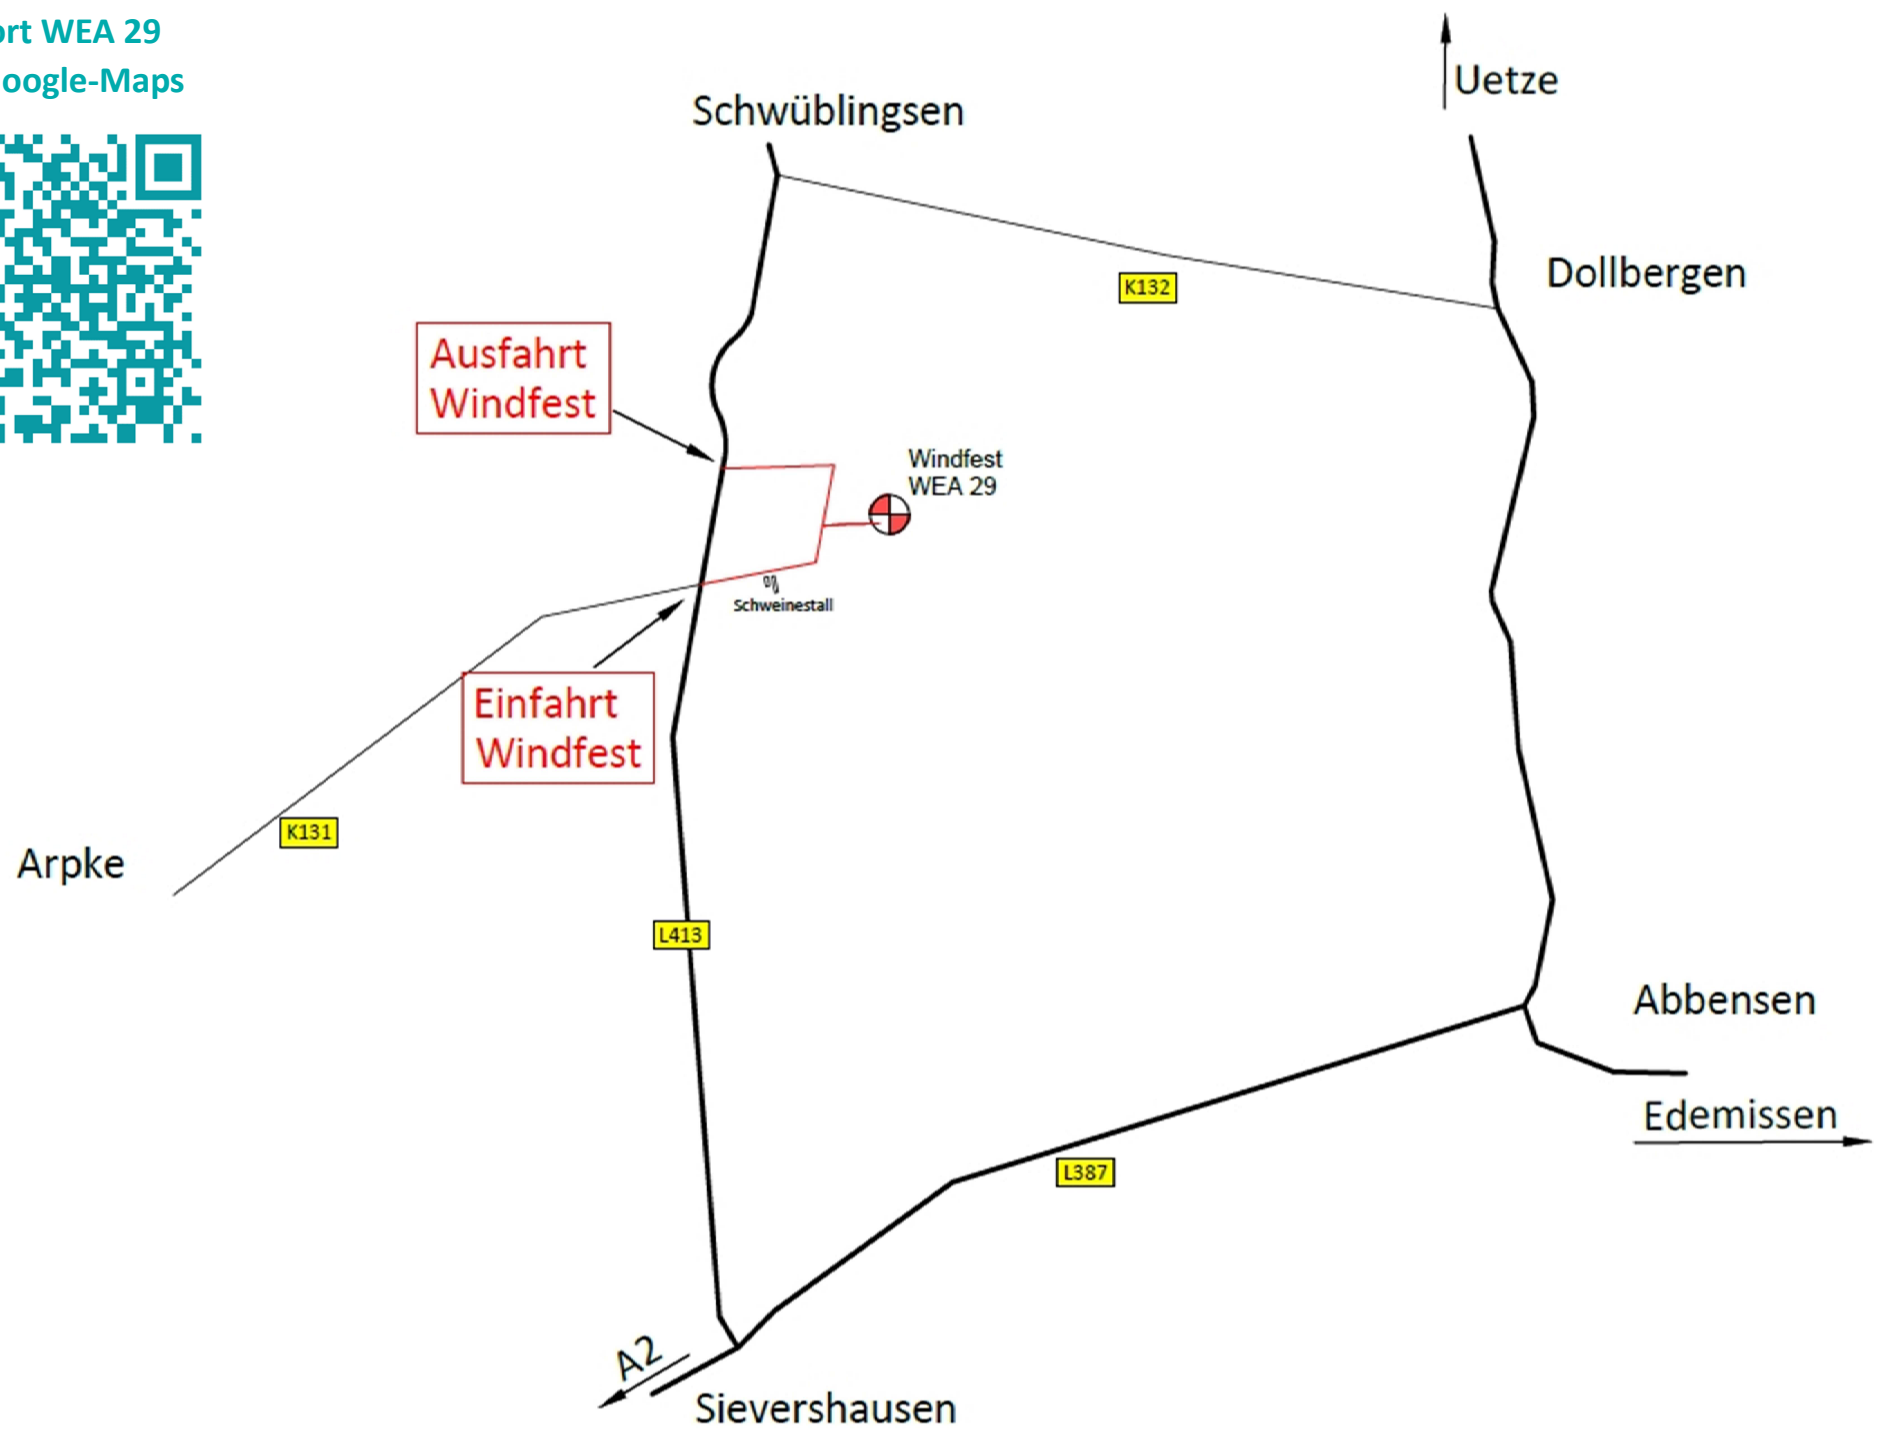 ort WEA 29
oogle-Maps
Uetze
Schwüblingsen
Dollbergen
K132
Ausfahrt
Windfest
Windfest
WEA 29
Schweinestall
Einfahrt
Windfest
K131
Arpke
L413
Abbensen
Edemissen
L387
A2
Sievershausen